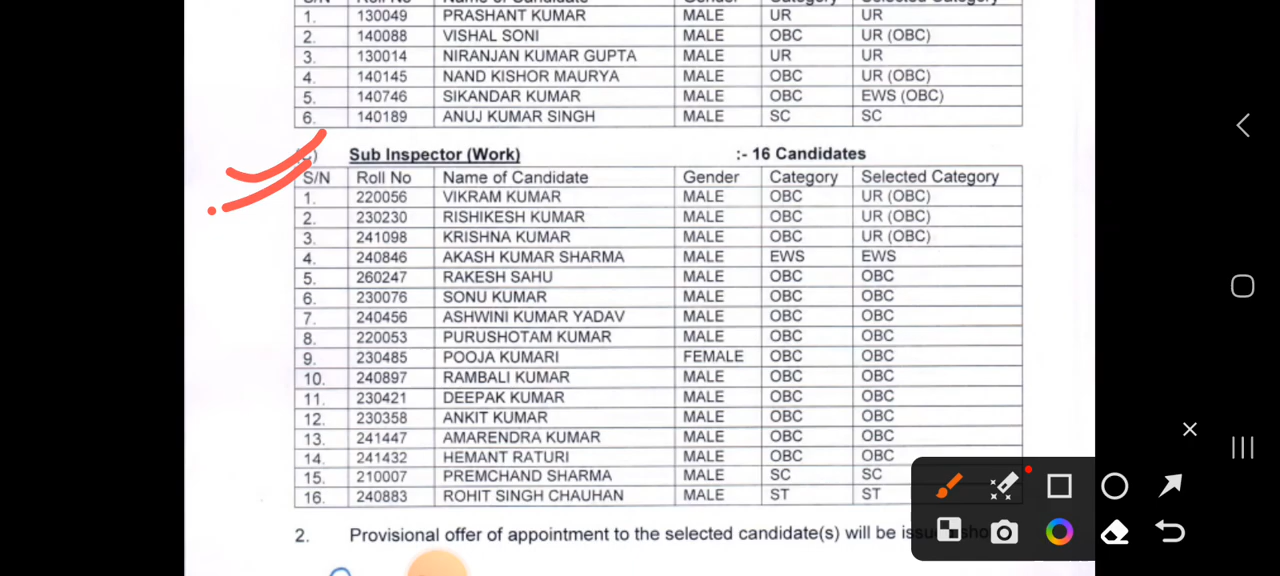 S/N Roll No Name of Candidate Gender Category Selected Category
1. 130049 PRASHANT KUMAR MALE UR UR
2. 140088 VISHAL SONI MALE OBC UR (OBC)
3. 130014 NIRANJAN KUMAR GUPTA MALE UR UR
4. 140145 NAND KISHOR MAURYA MALE OBC UR (OBC)
5. 140746 SIKANDAR KUMAR MALE OBC EWS (OBC)
6. 140189 ANUJ KUMAR SINGH MALE SC SC
Sub Inspector (Work) :- 16 Candidates
S/N Roll No Name of Candidate Gender Category Selected Category
1. 220056 VIKRAM KUMAR MALE OBC UR (OBC)
2. 230230 RISHIKESH KUMAR MALE OBC UR (OBC)
3. 241098 KRISHNA KUMAR MALE OBC UR (OBC)
4. 240846 AKASH KUMAR SHARMA MALE EWS EWS
5. 260247 RAKESH SAHU MALE OBC OBC
6. 230076 SONU KUMAR MALE OBC OBC
7. 240456 ASHWINI KUMAR YADAV MALE OBC OBC
8. 220053 PURUSHOTAM KUMAR MALE OBC OBC
9. 230485 POOJA KUMARI FEMALE OBC OBC
10. 240897 RAMBALI KUMAR MALE OBC OBC
11. 230421 DEEPAK KUMAR MALE OBC OBC
12. 230358 ANKIT KUMAR MALE OBC OBC
13. 241447 AMARENDRA KUMAR MALE OBC OBC
14. 241432 HEMANT RATURI MALE OBC OBC
15. 210007 PREMCHAND SHARMA MALE SC SC
16. 240883 ROHIT SINGH CHAUHAN MALE ST ST
2. Provisional offer of appointment to the selected candidate(s) will be